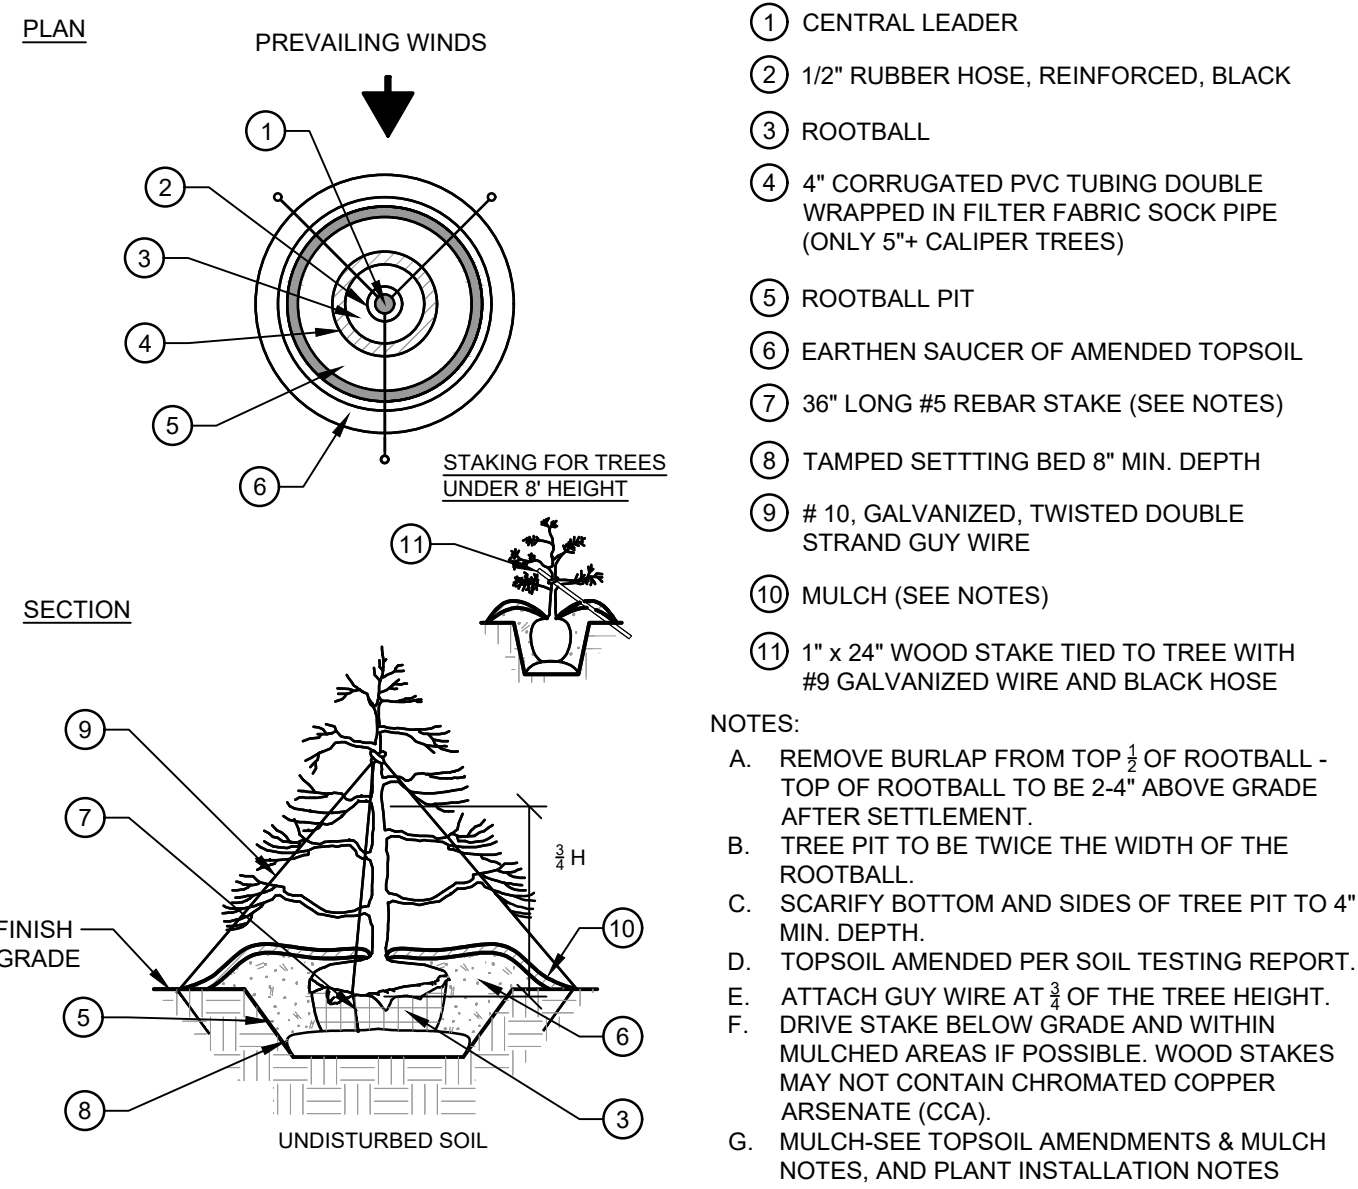 PLAN
PREVAILING WINDS
1
2
3
4
5
6
STAKING FOR TREES
UNDER 8' HEIGHT
11
SECTION
9
7
3/4 H
FINISH
GRADE
10
5
6
8
3
UNDISTURBED SOIL
1 CENTRAL LEADER
2 1/2" RUBBER HOSE, REINFORCED, BLACK
3 ROOTBALL
4 4" CORRUGATED PVC TUBING DOUBLE
WRAPPED IN FILTER FABRIC SOCK PIPE
(ONLY 5"+ CALIPER TREES)
5 ROOTBALL PIT
6 EARTHEN SAUCER OF AMENDED TOPSOIL
7 36" LONG #5 REBAR STAKE (SEE NOTES)
8 TAMPED SETTTING BED 8" MIN. DEPTH
9 # 10, GALVANIZED, TWISTED DOUBLE
STRAND GUY WIRE
10 MULCH (SEE NOTES)
11 1" x 24" WOOD STAKE TIED TO TREE WITH
#9 GALVANIZED WIRE AND BLACK HOSE
NOTES:
A. REMOVE BURLAP FROM TOP 1/2 OF ROOTBALL -
TOP OF ROOTBALL TO BE 2-4" ABOVE GRADE
AFTER SETTLEMENT.
B. TREE PIT TO BE TWICE THE WIDTH OF THE
ROOTBALL.
C. SCARIFY BOTTOM AND SIDES OF TREE PIT TO 4"
MIN. DEPTH.
D. TOPSOIL AMENDED PER SOIL TESTING REPORT.
E. ATTACH GUY WIRE AT 3/4 OF THE TREE HEIGHT.
F. DRIVE STAKE BELOW GRADE AND WITHIN
MULCHED AREAS IF POSSIBLE. WOOD STAKES
MAY NOT CONTAIN CHROMATED COPPER
ARSENATE (CCA).
G. MULCH-SEE TOPSOIL AMENDMENTS & MULCH
NOTES, AND PLANT INSTALLATION NOTES